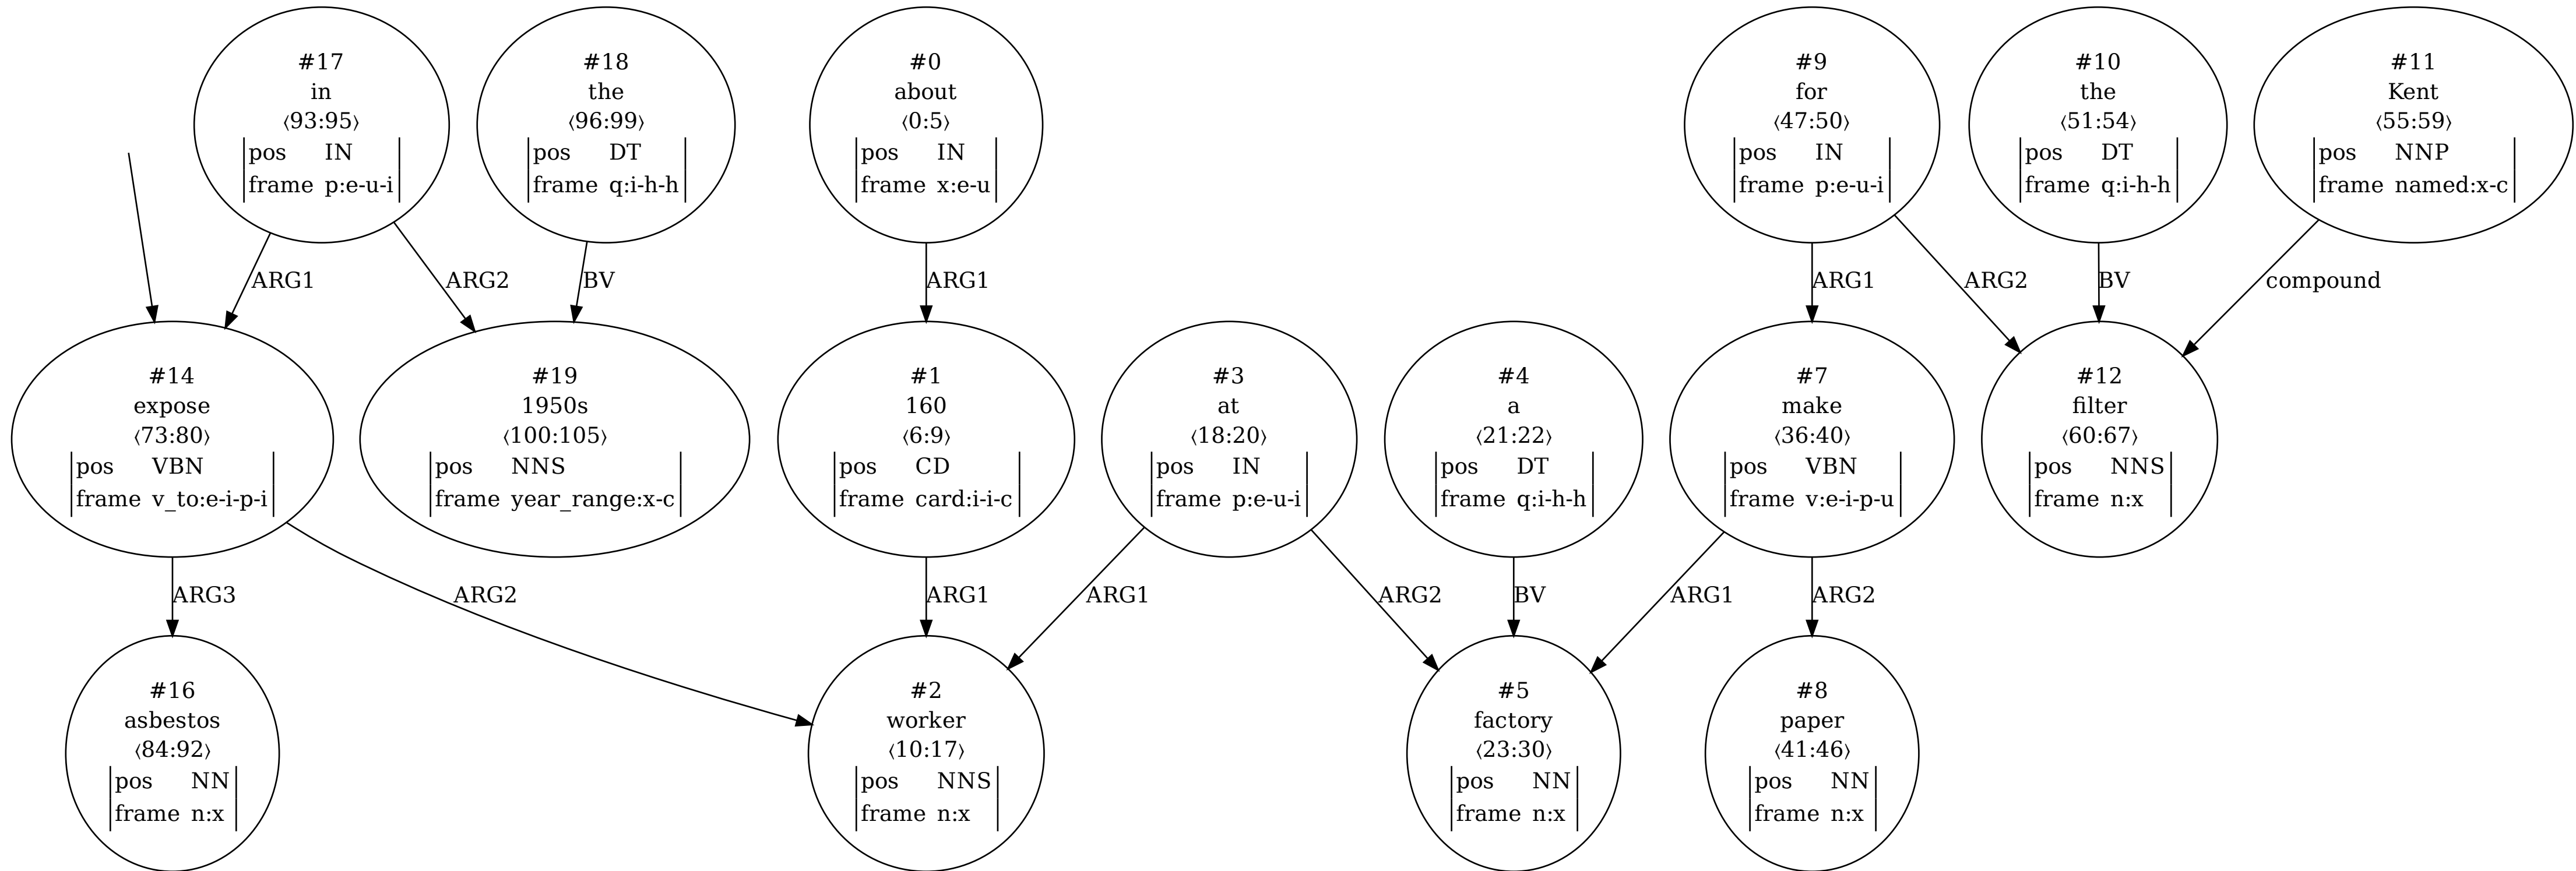 #17
in
⟨93:95⟩
pos IN
frame p:e-u-i
#18
the
⟨96:99⟩
pos DT
frame q:i-h-h
#0
about
⟨0:5⟩
pos IN
frame x:e-u
#9
for
⟨47:50⟩
pos IN
frame p:e-u-i
#10
the
⟨51:54⟩
pos DT
frame q:i-h-h
#11
Kent
⟨55:59⟩
pos NNP
frame named:x-c
ARG1
ARG2
BV
ARG1
ARG1
ARG2
BV
compound
#14
expose
⟨73:80⟩
pos VBN
frame v_to:e-i-p-i
#19
1950s
⟨100:105⟩
pos NNS
frame year_range:x-c
#1
160
⟨6:9⟩
pos CD
frame card:i-i-c
#3
at
⟨18:20⟩
pos IN
frame p:e-u-i
#4
a
⟨21:22⟩
pos DT
frame q:i-h-h
#7
make
⟨36:40⟩
pos VBN
frame v:e-i-p-u
#12
filter
⟨60:67⟩
pos NNS
frame n:x
ARG3
ARG2
ARG1
ARG1
ARG2
BV
ARG1
ARG2
#16
asbestos
⟨84:92⟩
pos NN
frame n:x
#2
worker
⟨10:17⟩
pos NNS
frame n:x
#5
factory
⟨23:30⟩
pos NN
frame n:x
#8
paper
⟨41:46⟩
pos NN
frame n:x